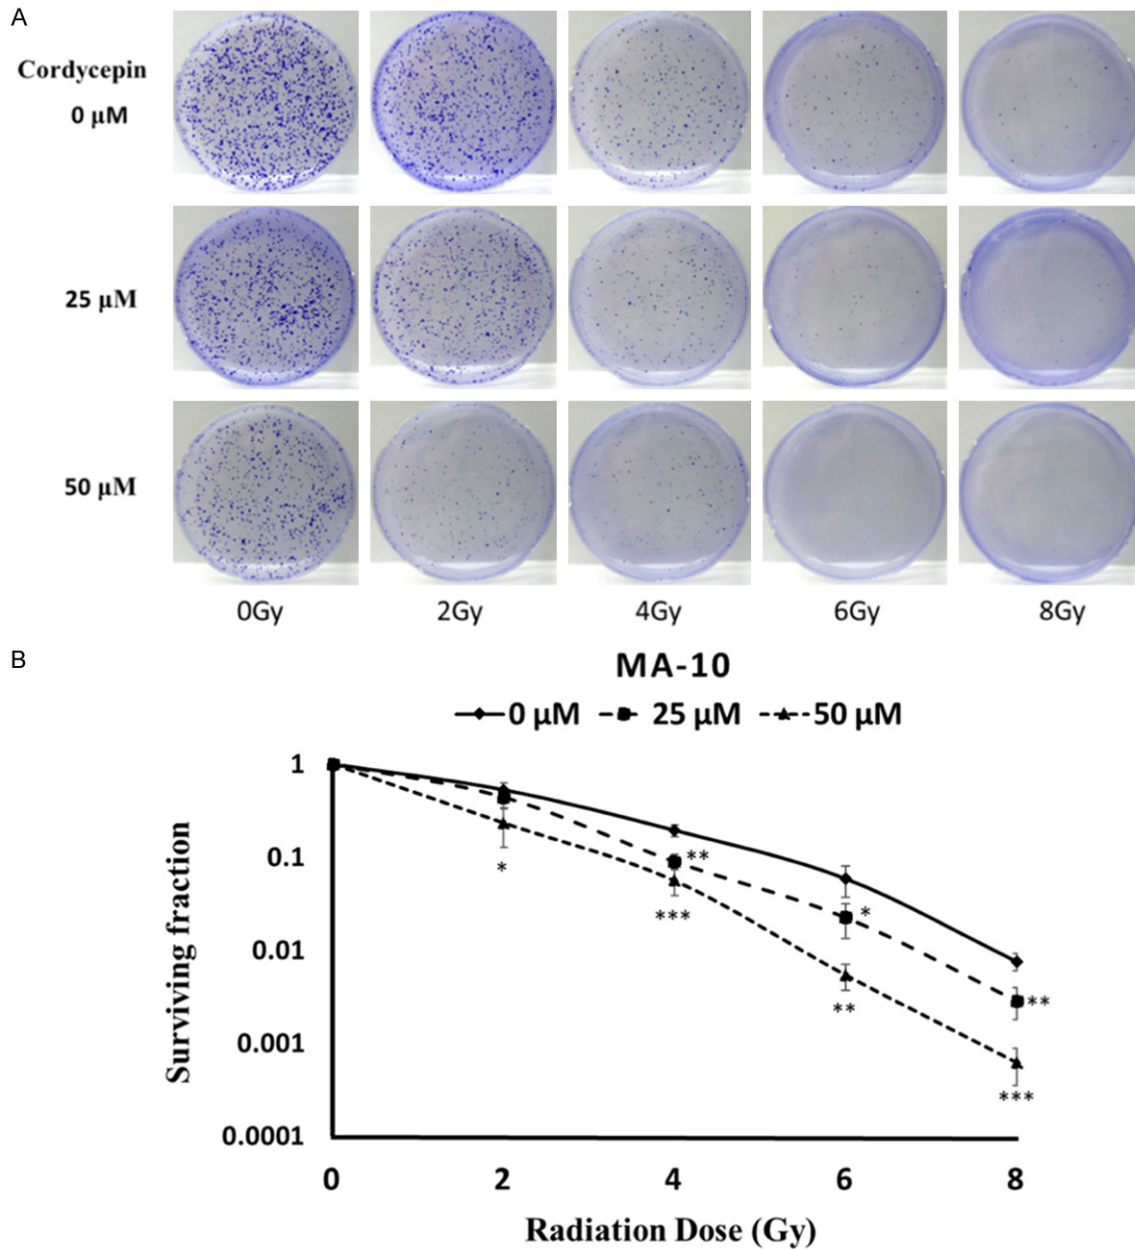 A
Cordycepin
0 μM
25 μM
50 μM
0Gy 2Gy 4Gy 6Gy 8Gy
B
MA-10
0 μM 25 μM 50 μM
Surviving fraction
1
0.1
0.01
0.001
0.0001
*
**
***
*
**
**
***
0 2 4 6 8
Radiation Dose (Gy)